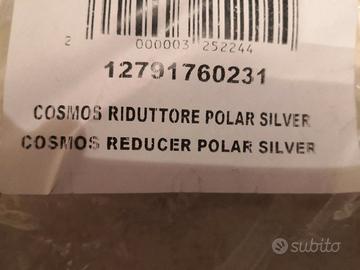 2 000003 252244
12791760231
COSMOS RIDUTTORE POLAR SILVER
COSMOS REDUCER POLAR SILVER
subito